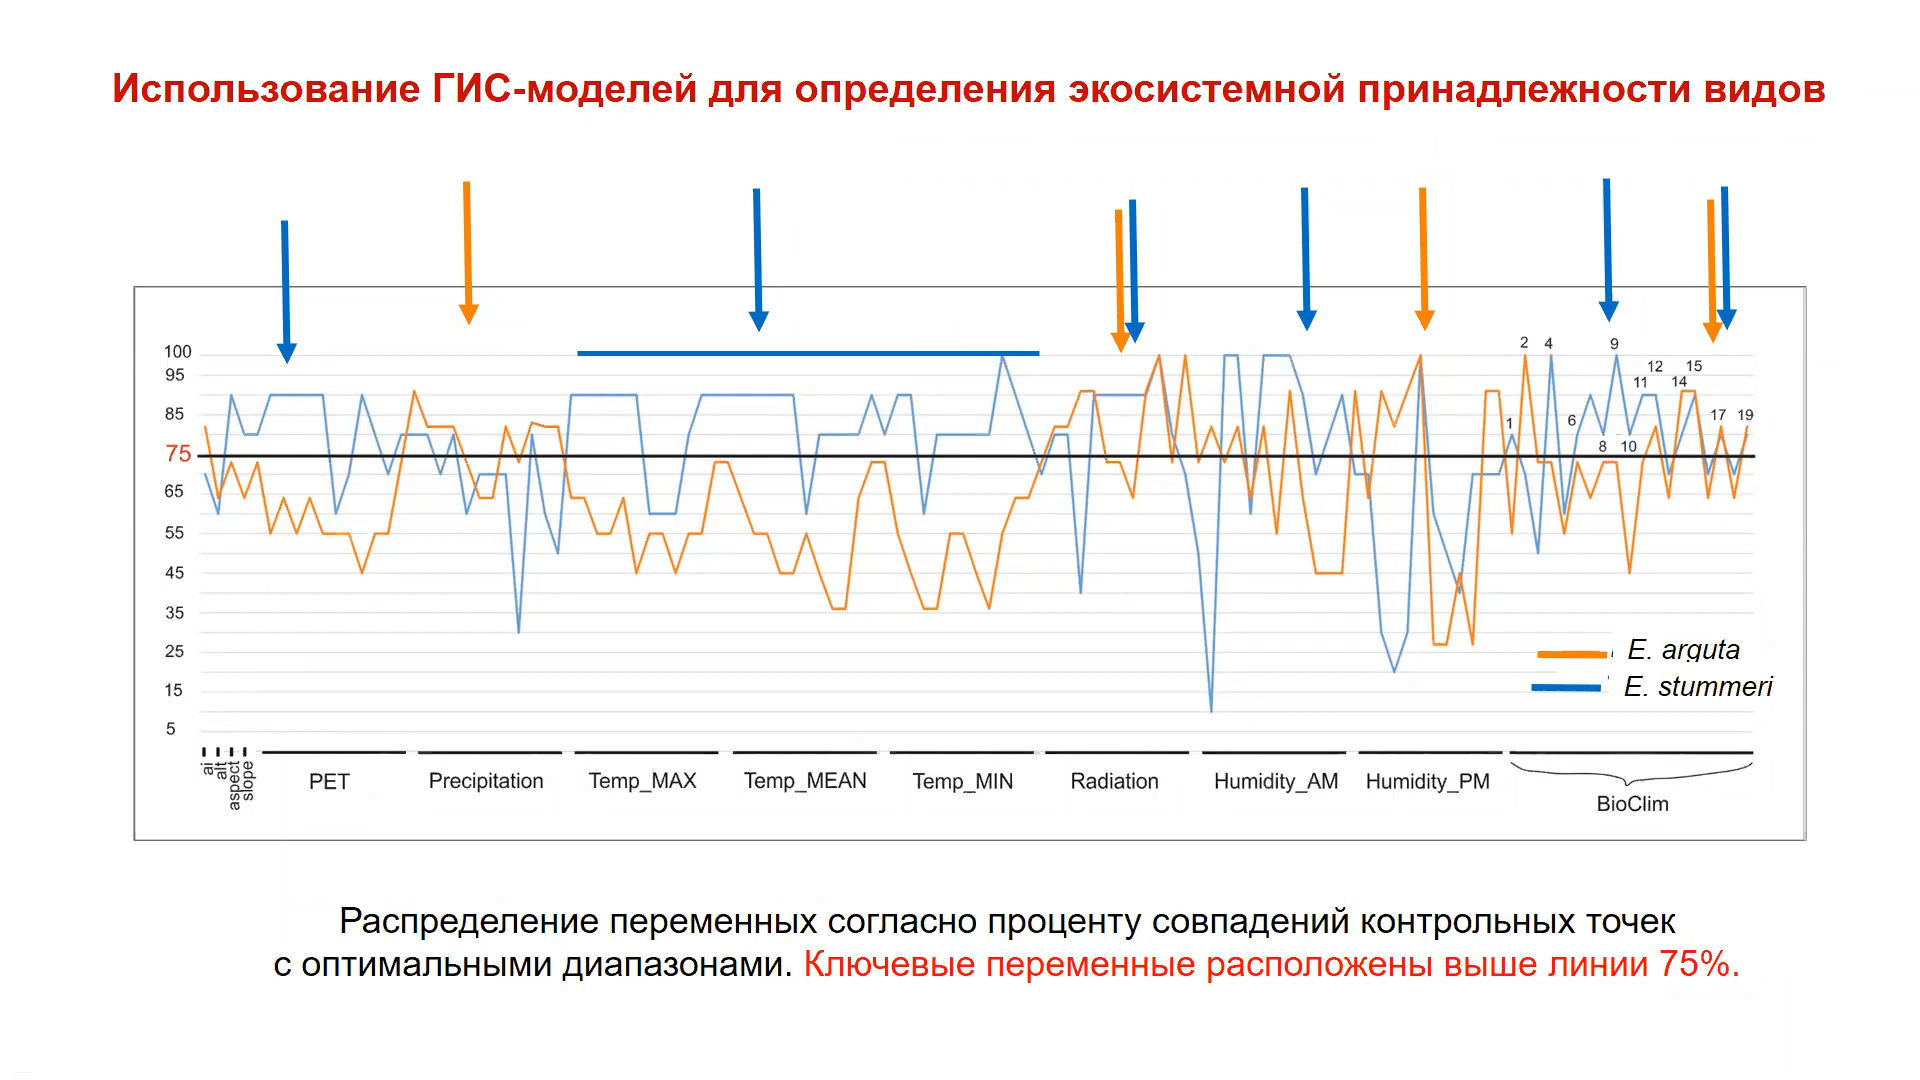 Использование ГИС-моделей для определения экосистемной принадлежности видов
100
95
85
75
65
55
45
35
25
15
5
1
2
4
6
8
9
10
11
12
14
15
17
19
E. arguta
E. stummeri
ai
alt
aspect
slope
PET
Precipitation
Temp_MAX
Temp_MEAN
Temp_MIN
Radiation
Humidity_AM
Humidity_PM
BioClim
Распределение переменных согласно проценту совпадений контрольных точек
с оптимальными диапазонами. Ключевые переменные расположены выше линии 75%.